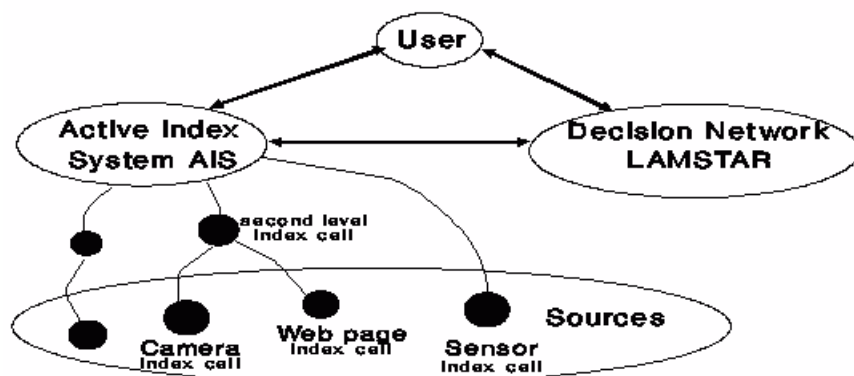 User
Active Index
System AIS
Decision Network
LAMSTAR
second level
index cell
Camera
index cell
Web page
index cell
Sensor
index cell
Sources